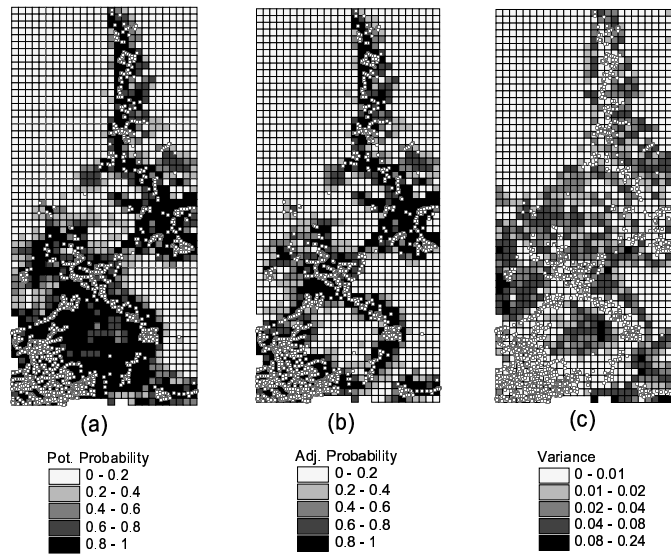 (a)
(b)
(c)
Pot. Probability
0 - 0.2
0.2 - 0.4
0.4 - 0.6
0.6 - 0.8
0.8 - 1
Adj. Probability
0 - 0.2
0.2 - 0.4
0.4 - 0.6
0.6 - 0.8
0.8 - 1
Variance
0 - 0.01
0.01 - 0.02
0.02 - 0.04
0.04 - 0.08
0.08 - 0.24